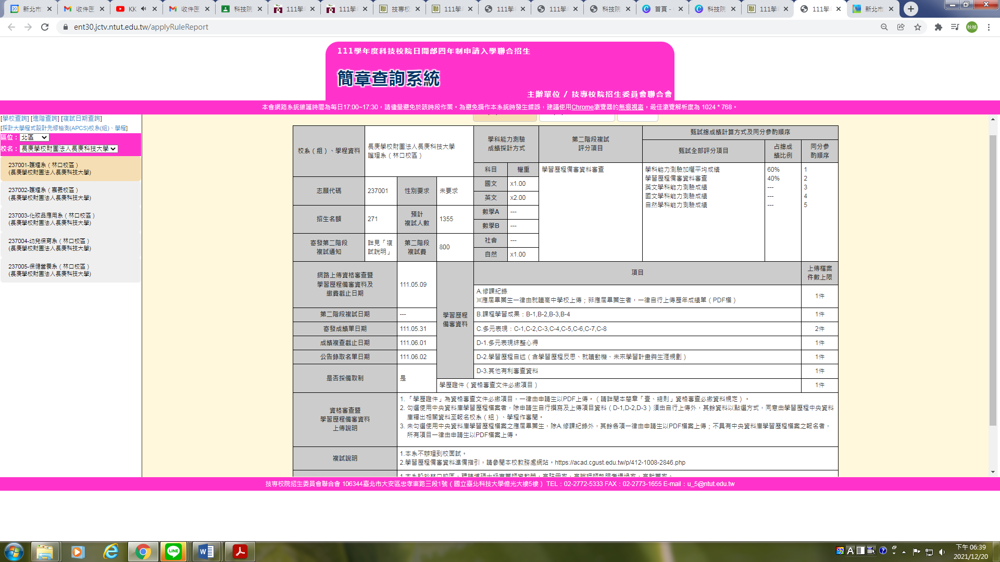 新北市
收件匣
KK
收件匣
科技院
111學年
111學年
技專校
111學年
111學年
111學年
科技院
首頁 -
科技院
111學年
111學年
新北市
ent30.jctv.ntut.edu.tw/applyRuleReport
秋楨
111學年度科技校院日間部四年制申請入學聯合招生
簡章查詢系統
主辦單位 / 技專校院招生委員會聯合會
本會網路系統維護時間為每日17:00~17:30，請儘量避免於該時段作業。為避免操作本系統時發生錯誤，建議使用Chrome瀏覽器的無痕視窗，最佳瀏覽解析度為 1024 * 768。
[學校查詢] [進階查詢] [複試日期查詢]
[採計大學程式設計先修檢測(APCS)校系(組)、學程]
區位：北區
校名：長庚學校財團法人長庚科技大學
237001-護理系（林口校區）
(長庚學校財團法人長庚科技大學)
237002-護理系（嘉義校區）
(長庚學校財團法人長庚科技大學)
237003-化妝品應用系（林口校區）
(長庚學校財團法人長庚科技大學)
237004-幼兒保育系（林口校區）
(長庚學校財團法人長庚科技大學)
237005-保健營養系（林口校區）
(長庚學校財團法人長庚科技大學)
校系（組）、學程資料
長庚學校財團法人長庚科技大學
護理系（林口校區）
志願代碼 237001 性別要求 未要求
招生名額 271 預計
複試人數 1355
寄發第二階段
複試通知
詳見「複
試說明」
第二階段
複試費
800
學科能力測驗
成績採計方式
科目 權重
國文 x1.00
英文 x2.00
數學A ---
數學B ---
社會 ---
自然 x1.00
第二階段複試
評分項目
學習歷程備審資料審查
甄試總成績計算方式及同分參酌順序
甄試全部評分項目
占總成
績比例
同分參
酌順序
學科能力測驗加權平均成績 60% 1
學習歷程備審資料審查 40% 2
英文學科能力測驗成績 --- 3
國文學科能力測驗成績 --- 4
自然學科能力測驗成績 --- 5
網路上傳資格審查暨
學習歷程備審資料及
繳費截止日期
111.05.09
第二階段複試日期 ---
寄發成績單日期 111.05.31
成績複查截止日期 111.06.01
公告錄取名單日期 111.06.02
是否採備取制 是
學習歷程
備審資料
項目
上傳檔案
件數上限
A.修課紀錄
※應屆畢業生一律由就讀高中學校上傳；非應屆畢業生者，一律自行上傳歷年成績單（PDF檔）
1件
B.課程學習成果：B-1,B-2,B-3,B-4 1件
C.多元表現：C-1,C-2,C-3,C-4,C-5,C-6,C-7,C-8 2件
D-1.多元表現綜整心得 1件
D-2.學習歷程自述（含學習歷程反思、就讀動機、未來學習計畫與生涯規劃） 1件
D-3.其他有利審查資料 1件
學歷證件（資格審查文件必繳項目） 1件
資格審查暨
學習歷程備審資料
上傳說明
1. 「學歷證件」為資格審查文件必繳項目，一律由申請生以PDF上傳。（請詳閱本簡章「壹、總則」資格審查必繳資料規定）。
2. 勾選使用中央資料庫學習歷程檔案者，除申請生自行撰寫及上傳項目資料（D-1,D-2,D-3）須由自行上傳外，其餘資料以點選方式，同意由學習歷程中央資料
庫釋出相關資料至報名校系（組）、學程作審閱。
3. 未勾選使用中央資料庫學習歷程檔案之應屆畢業生，除A.修課紀錄外，其餘各項一律由申請生以PDF檔案上傳；不具有中央資料庫學習歷程檔案之報名者，
所有項目一律由申請生以PDF檔案上傳。
複試說明
1.本系不辦理到校面試。
2.學習歷程備審資料準備指引，請參閱本校教務處網站。https://acad.cgust.edu.tw/p/412-1008-2846.php
1.本系設於林口校區，聘請博碩士級專業師資教學，高註冊率、高護理師執照考通過率、高就業率。
技專校院招生委員會聯合會 106344臺北市大安區忠孝東路三段1號（國立臺北科技大學億光大樓5樓） TEL：02-2772-5333 FAX：02-2773-1655 E-mail：u_5@ntut.edu.tw
下午 06:39
2021/12/20